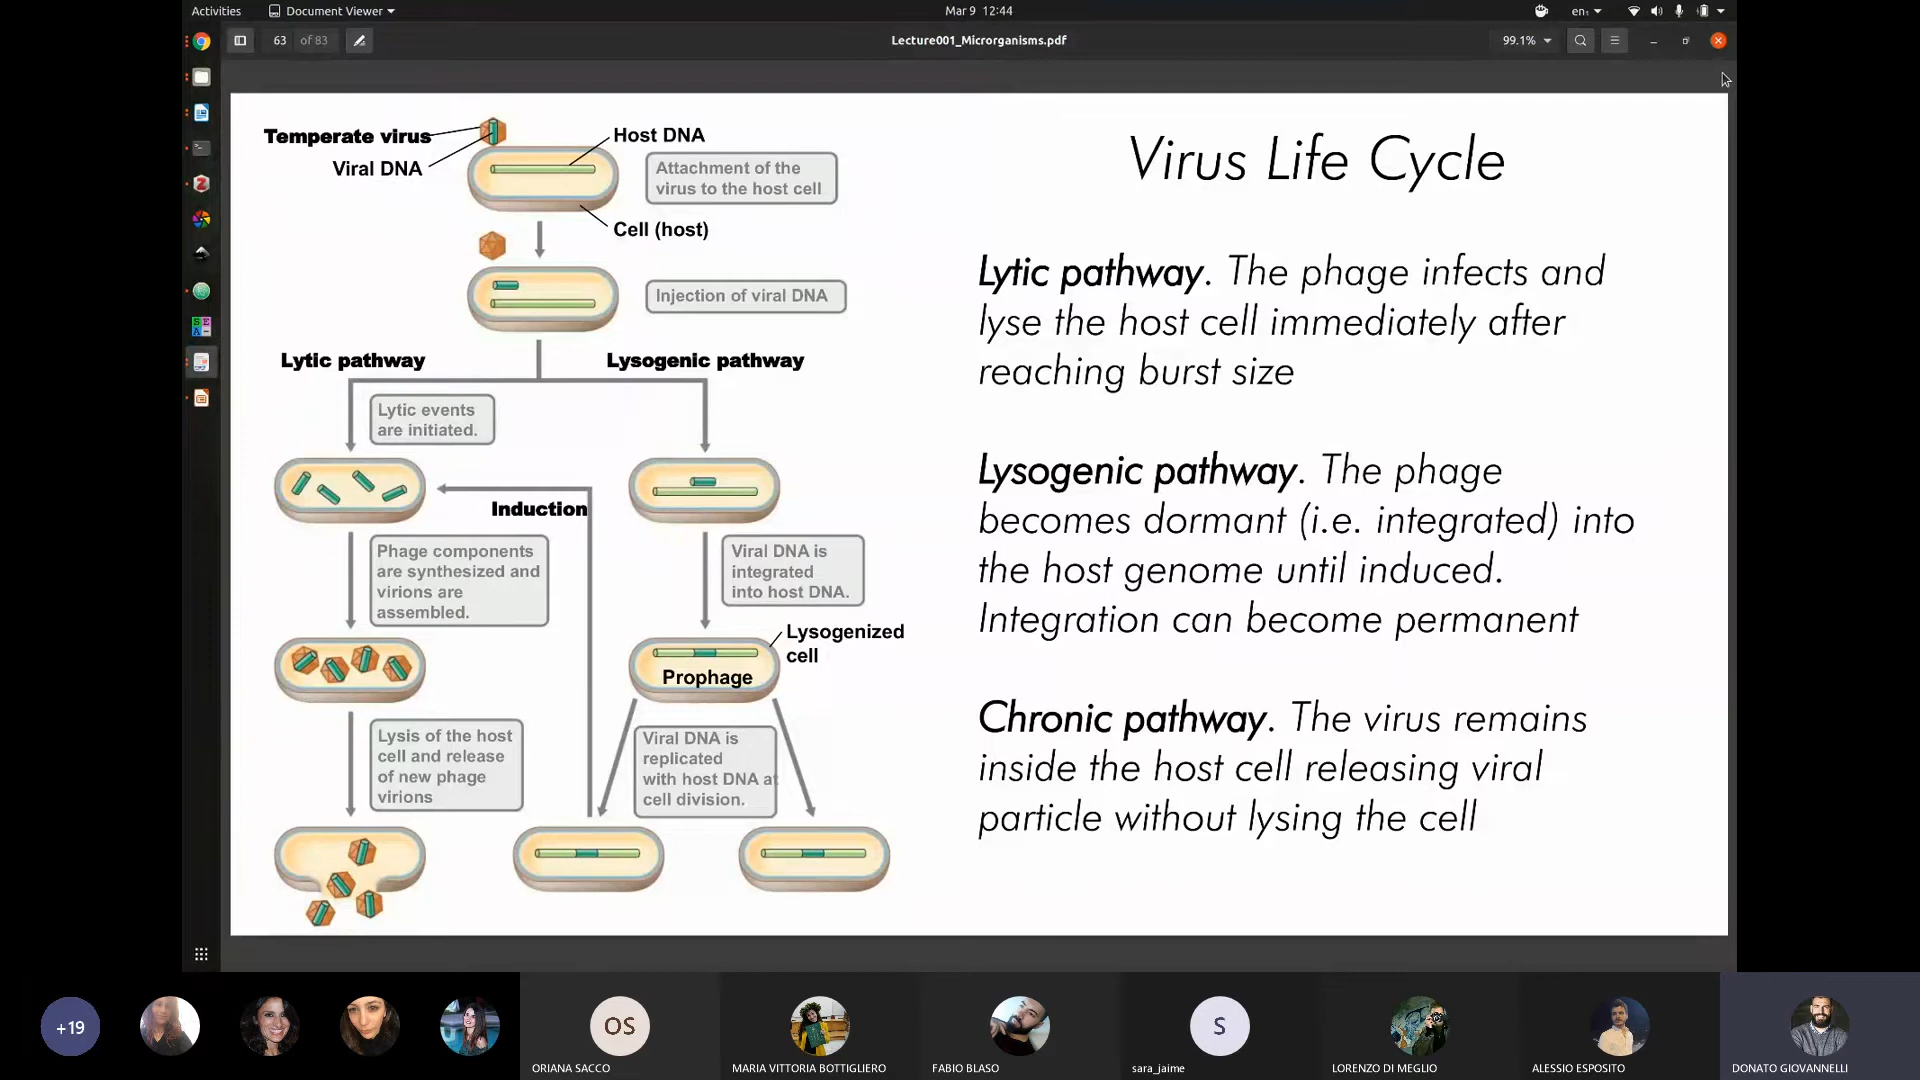 Activities
Document Viewer
Mar 9 12:44
en₁
63 of 83
Lecture001_Microrganisms.pdf
99.1%
Temperate virus
Viral DNA
Host DNA
Attachment of the
virus to the host cell
Cell (host)
Injection of viral DNA
Lytic pathway
Lysogenic pathway
Lytic events
are initiated.
Induction
Phage components
are synthesized and
virions are
assembled.
Viral DNA is
integrated
into host DNA.
Lysogenized
cell
Prophage
Lysis of the host
cell and release
of new phage
virions
Viral DNA is
replicated
with host DNA at
cell division.
Virus Life Cycle
Lytic pathway. The phage infects and
lyse the host cell immediately after
reaching burst size
Lysogenic pathway. The phage
becomes dormant (i.e. integrated) into
the host genome until induced.
Integration can become permanent
Chronic pathway. The virus remains
inside the host cell releasing viral
particle without lysing the cell
+19
OS
S
ORIANA SACCO
MARIA VITTORIA BOTTIGLIERO
FABIO BLASO
sara_jaime
LORENZO DI MEGLIO
ALESSIO ESPOSITO
DONATO GIOVANNELLI